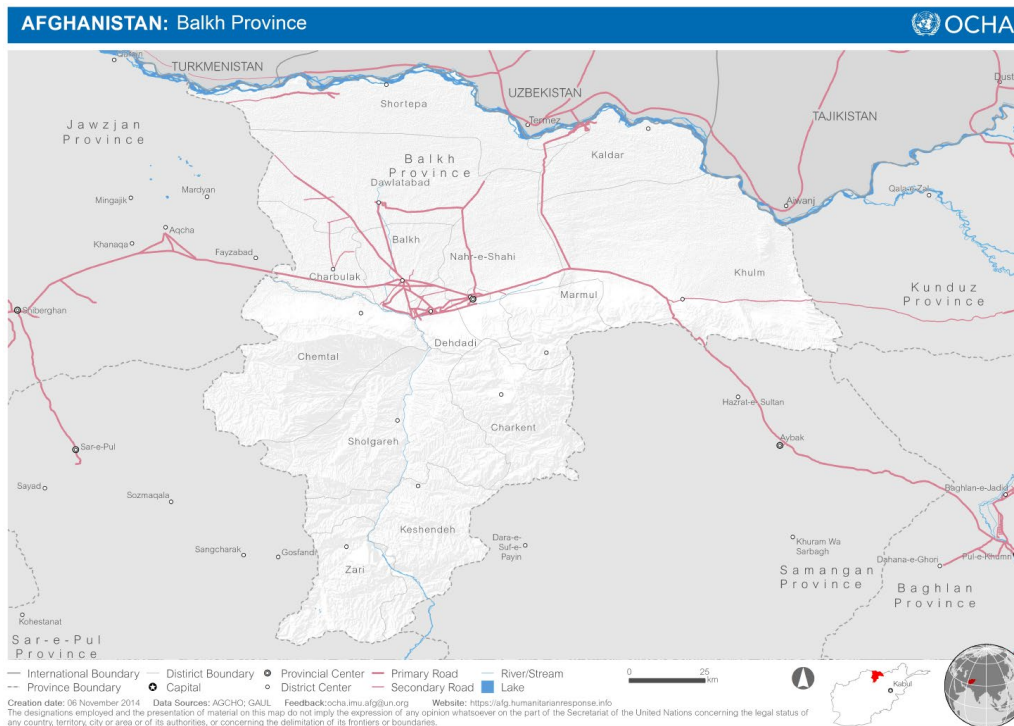 AFGHANISTAN: Balkh Province
OCHA
TURKMENISTAN
UZBEKISTAN
TAJIKISTAN
Shortepa
Termez
Jawzjan
Province
Kaldar
Balkh
Province
Dawlatabad
Mingajik
Mardyan
Qala-e-Zal
Aqcha
Khanaqa
Fayzabad
Balkh
Nahr-e-Shahi
Charbulak
Khulm
Kunduz
Province
Marmul
Shiberghan
Dehdadi
Chemtal
Hazrat-e-Sultan
Charkent
Sholgareh
Aybak
Sar-e-Pul
Sayad
Sozmaqala
Baghlan-e-Jadid
Keshendeh
Dara-e-
Suf-e-
Payin
Khuram Wa
Sarbagh
Sangcharak
Gosfandi
Zari
Dahana-e-Ghori
Pul-e-Khumri
Samangan
Province
Baghlan
Province
Kohestanat
Sar-e-Pul
Province
International Boundary
District Boundary
Provincial Center
Primary Road
River/Stream
Province Boundary
Capital
District Center
Secondary Road
Lake
0 25
km
Kabul
Creation date: 06 November 2014 Data Sources: AGCHO; GAUL Feedback:ocha.imu.afg@un.org Website: https://afg.humanitarianresponse.info
The designations employed and the presentation of material on this map do not imply the expression of any opinion whatsoever on the part of the Secretariat of the United Nations concerning the legal status of
any country, territory, city or area or of its authorities, or concerning the delimitation of its frontiers or boundaries.